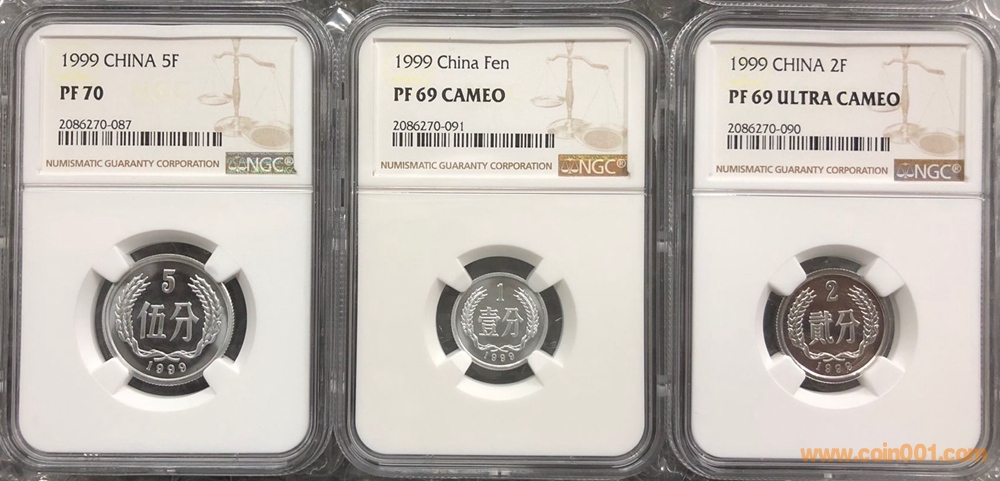 1999 CHINA 5F
PF 70
2086270-087
NUMISMATIC GUARANTY CORPORATION NGC®
5
伍分
1999
1999 China Fen
PF 69 CAMEO
2086270-091
NUMISMATIC GUARANTY CORPORATION NGC®
1
壹分
1999
1999 CHINA 2F
PF 69 ULTRA CAMEO
2086270-090
NUMISMATIC GUARANTY CORPORATION NGC®
2
贰分
1999
www.coin001.com